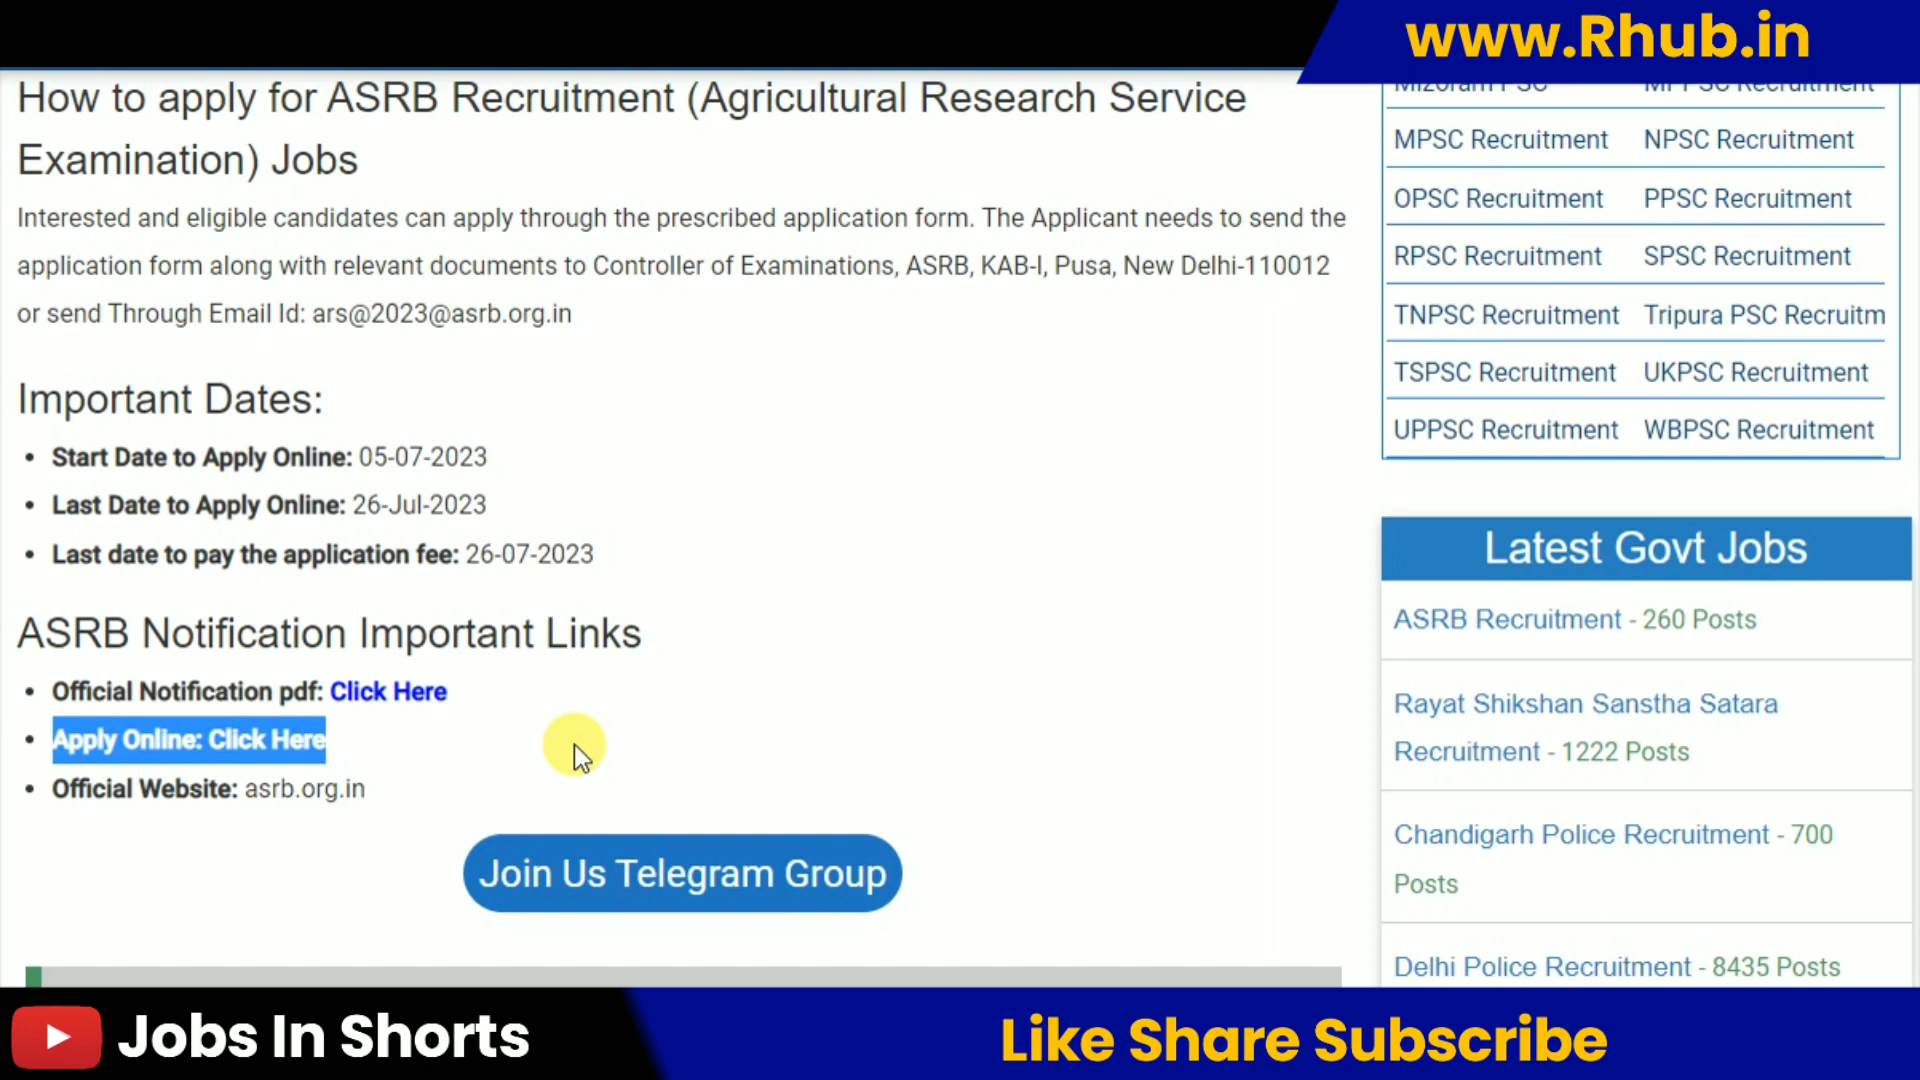 www.Rhub.in
How to apply for ASRB Recruitment (Agricultural Research Service
Examination) Jobs
Interested and eligible candidates can apply through the prescribed application form. The Applicant needs to send the
application form along with relevant documents to Controller of Examinations, ASRB, KAB-I, Pusa, New Delhi-110012
or send Through Email Id: ars@2023@asrb.org.in
Important Dates:
• Start Date to Apply Online: 05-07-2023
• Last Date to Apply Online: 26-Jul-2023
• Last date to pay the application fee: 26-07-2023
ASRB Notification Important Links
• Official Notification pdf: Click Here
• Apply Online: Click Here
• Official Website: asrb.org.in
Join Us Telegram Group
Mizoram PSC MPPSC Recruitment
MPSC Recruitment NPSC Recruitment
OPSC Recruitment PPSC Recruitment
RPSC Recruitment SPSC Recruitment
TNPSC Recruitment Tripura PSC Recruitm
TSPSC Recruitment UKPSC Recruitment
UPPSC Recruitment WBPSC Recruitment
Latest Govt Jobs
ASRB Recruitment - 260 Posts
Rayat Shikshan Sanstha Satara
Recruitment - 1222 Posts
Chandigarh Police Recruitment - 700
Posts
Delhi Police Recruitment - 8435 Posts
Jobs In Shorts
Like Share Subscribe